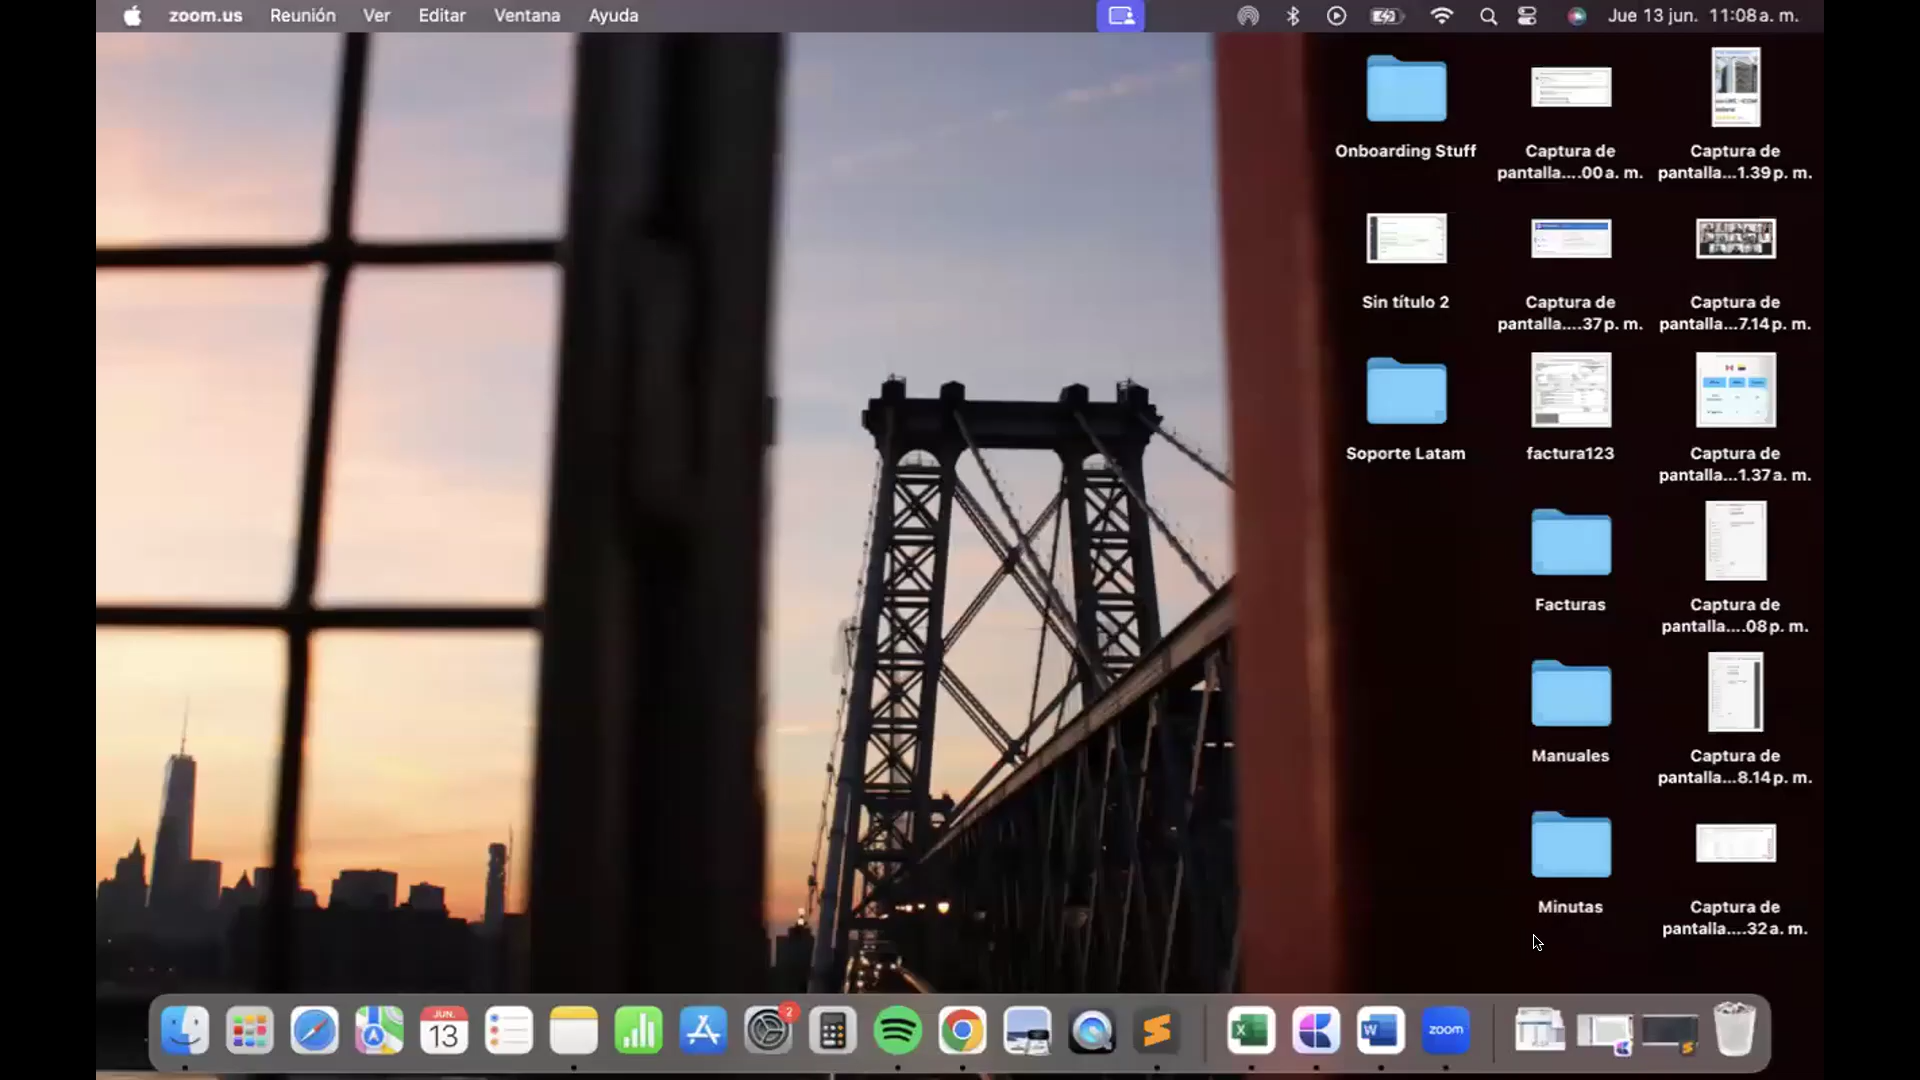 zoom.us Reunión Ver Editar Ventana Ayuda Jue 13 jun. 11:08 a. m.
Onboarding Stuff
Captura de
pantalla....00 a. m.
Captura de
pantalla...1.39 p. m.
Sin título 2
Captura de
pantalla....37 p. m.
Captura de
pantalla...7.14 p. m.
Soporte Latam
factura123
Captura de
pantalla...1.37 a. m.
Facturas
Captura de
pantalla....08 p. m.
Manuales
Captura de
pantalla...8.14 p. m.
Minutas
Captura de
pantalla....32 a. m.
JUN.
13
2
zoom